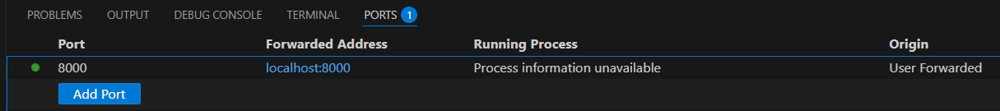 PROBLEMS OUTPUT DEBUG CONSOLE TERMINAL PORTS 1
Port Forwarded Address Running Process Origin
8000 localhost:8000 Process information unavailable User Forwarded
Add Port